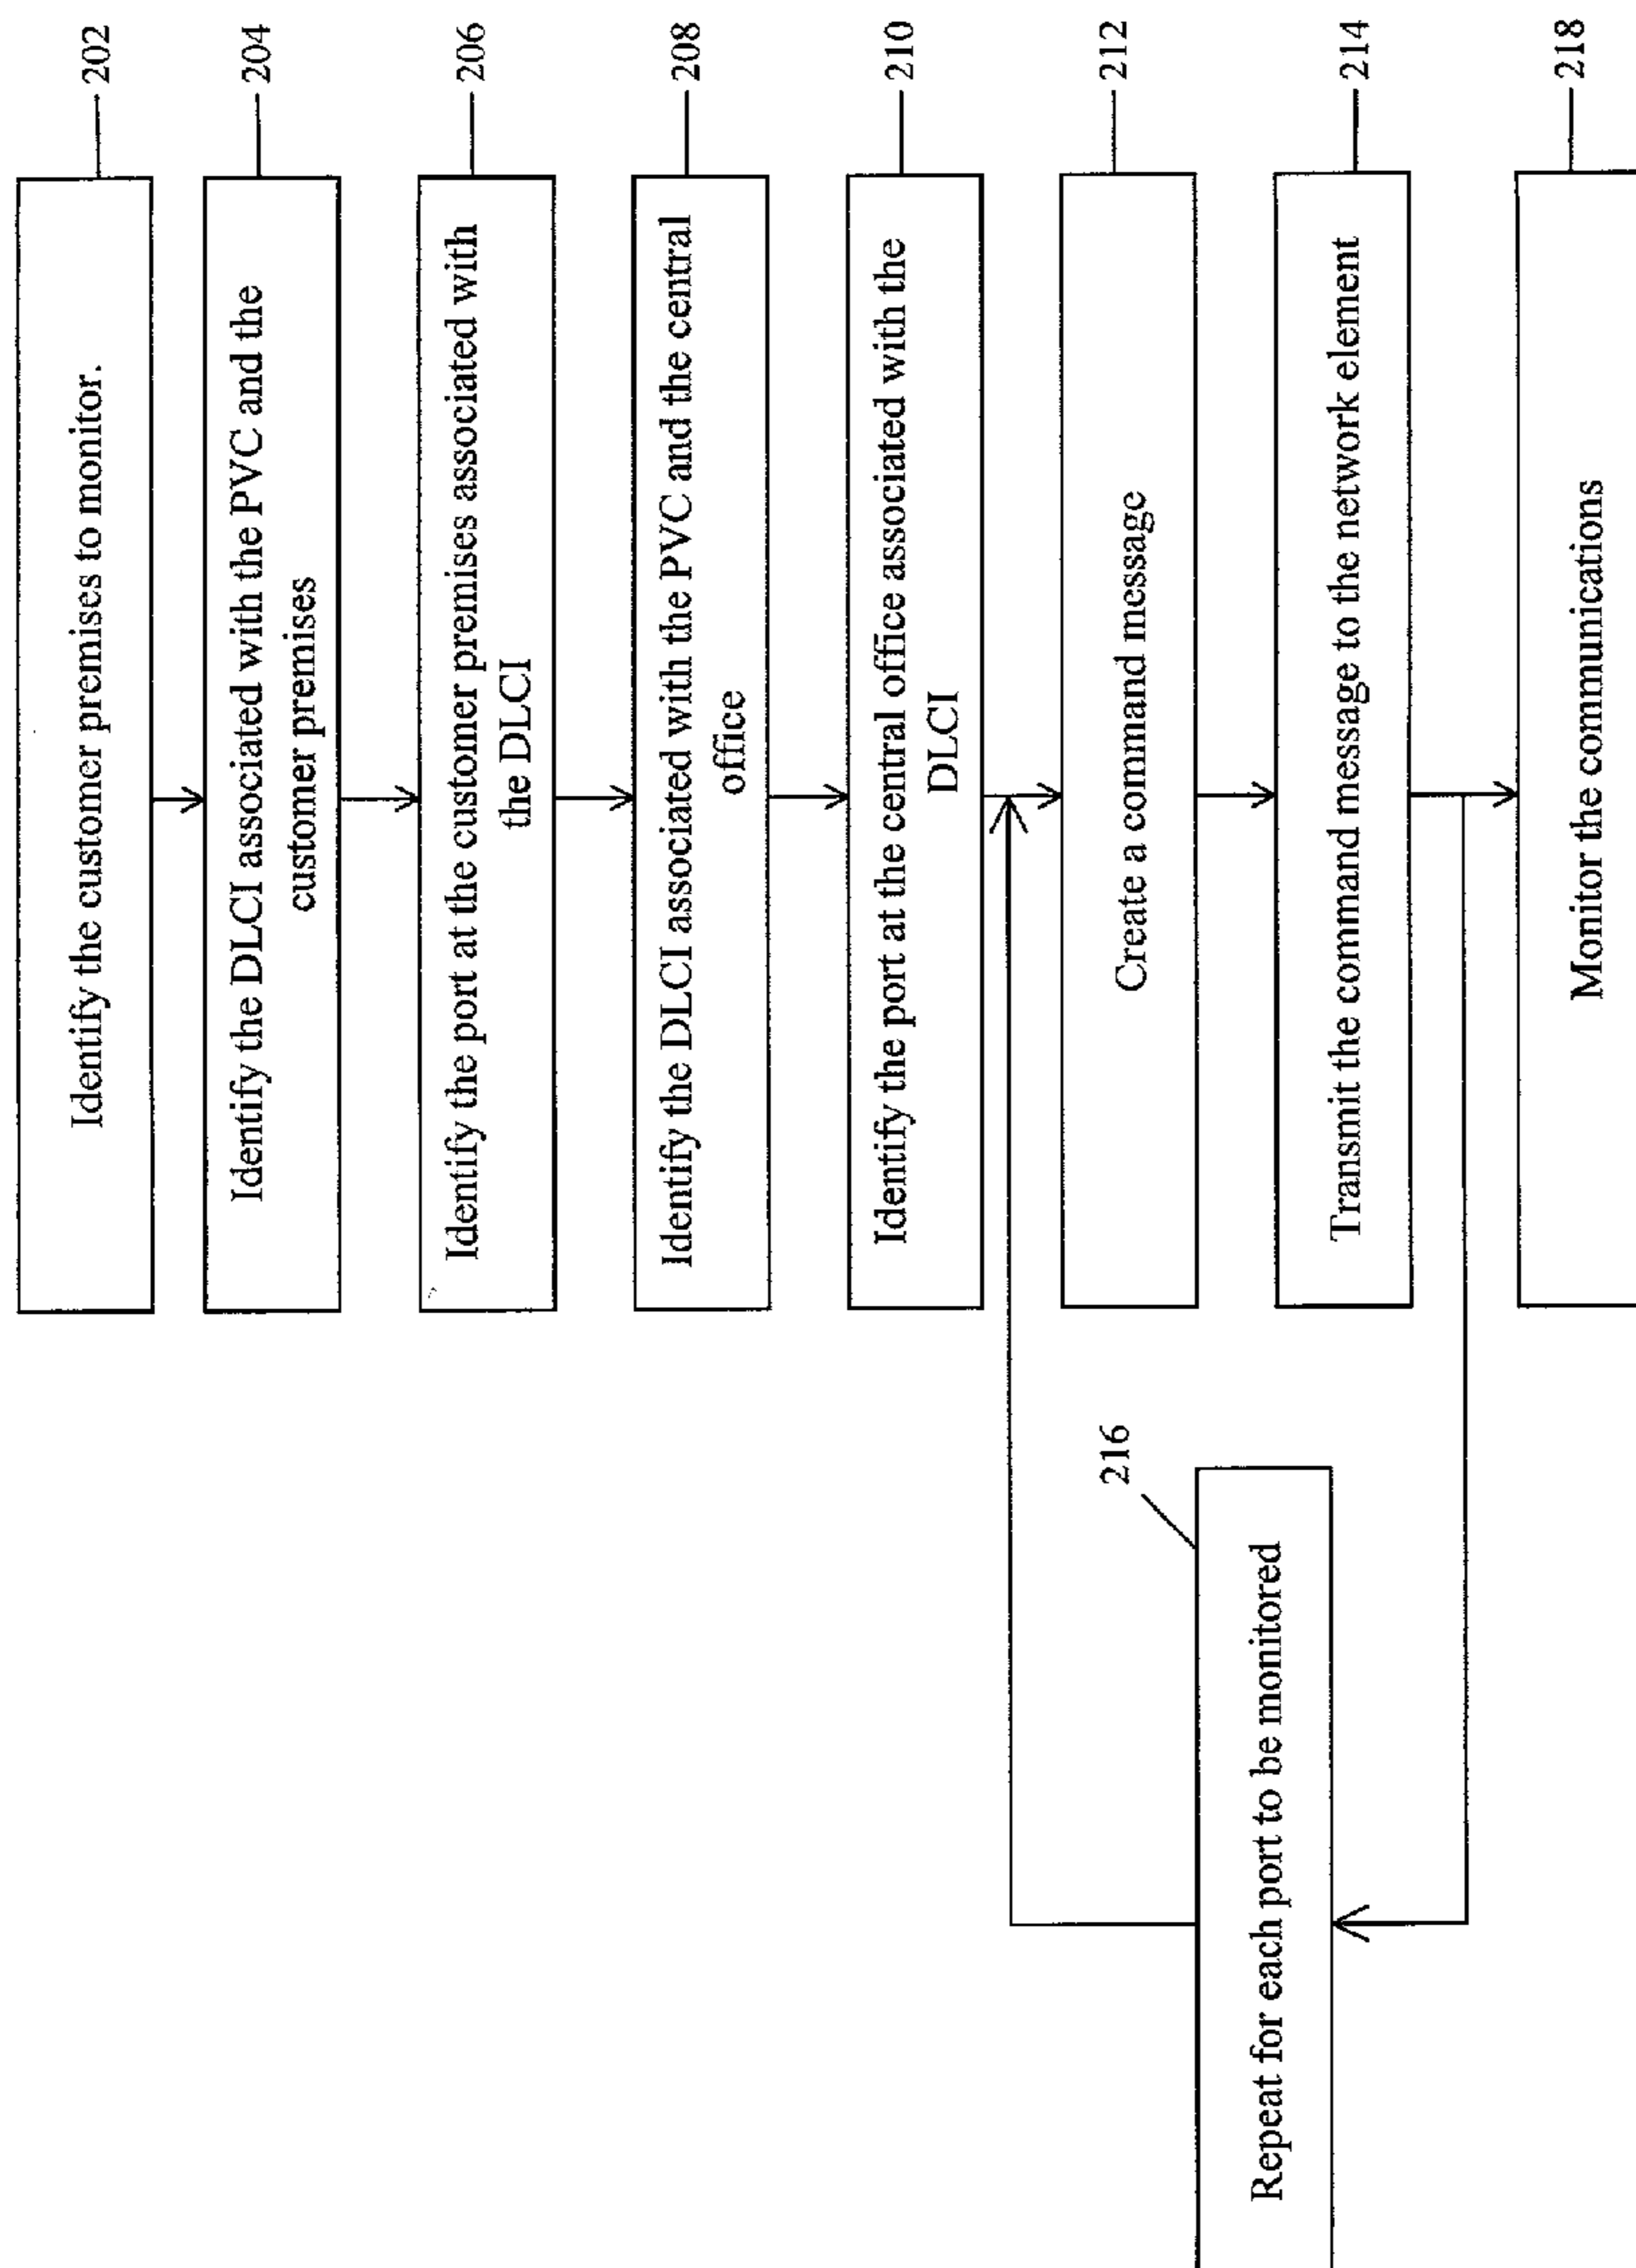 Identify the customer premises to monitor.
202
Identify the DLCI associated with the PVC and the
customer premises
204
Identify the port at the customer premises associated with
the DLCI
206
Identify the DLCI associated with the PVC and the central
office
208
Identify the port at the central office associated with the
DLCI
210
Create a command message
212
Transmit the command message to the network element
214
216
Repeat for each port to be monitored
Monitor the communications
218